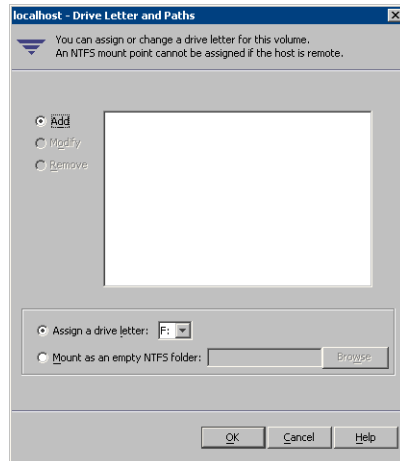 localhost - Drive Letter and Paths
You can assign or change a drive letter for this volume.
An NTFS mount point cannot be assigned if the host is remote.
Add
Modify
Remove
Assign a drive letter: F:
Mount as an empty NTFS folder: Browse
OK Cancel Help